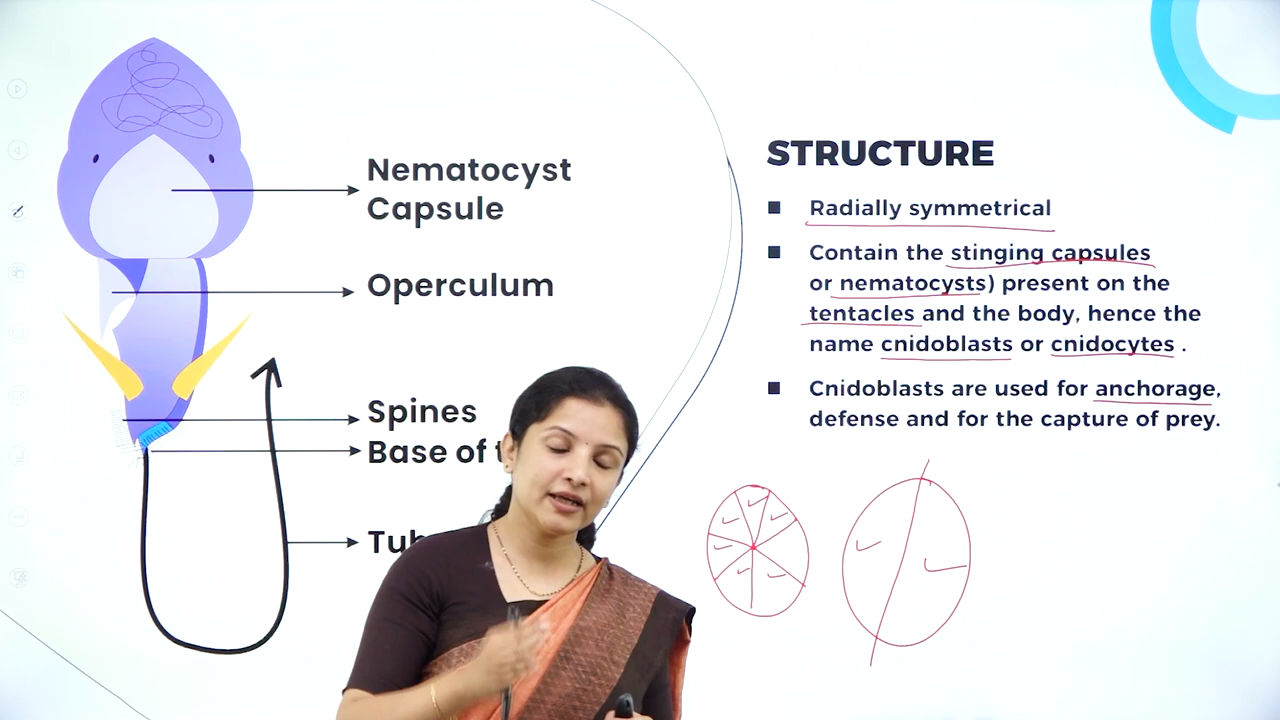 Nematocyst
Capsule
Operculum
Spines
Base of
STRUCTURE
Radially symmetrical
Contain the stinging capsules
or nematocysts) present on the
tentacles and the body, hence the
name cnidoblasts or cnidocytes .
Cnidoblasts are used for anchorage,
defense and for the capture of prey.